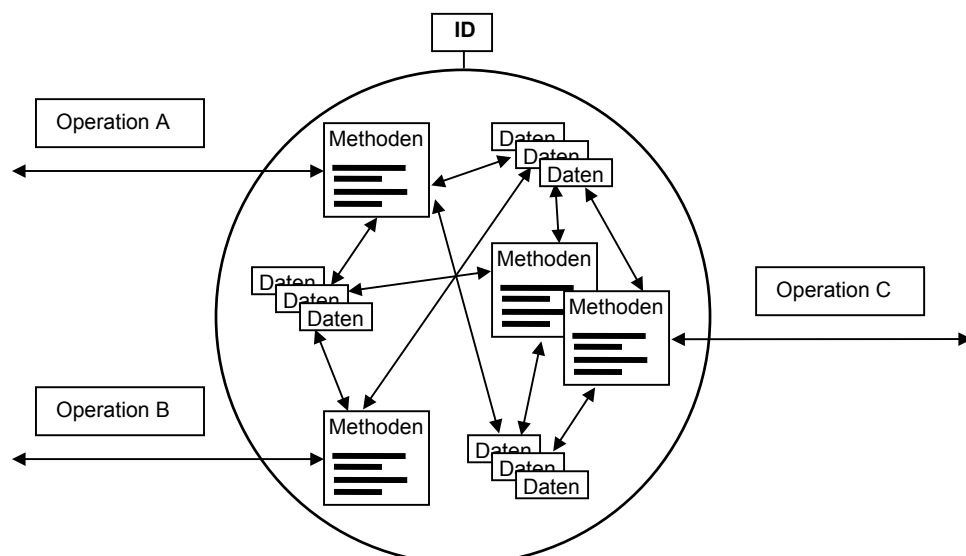 ID
Operation A
Methoden
Daten
Daten
Daten
Methoden
Daten
Daten
Daten
Methoden
Operation C
Operation B
Methoden
Daten
Daten
Daten